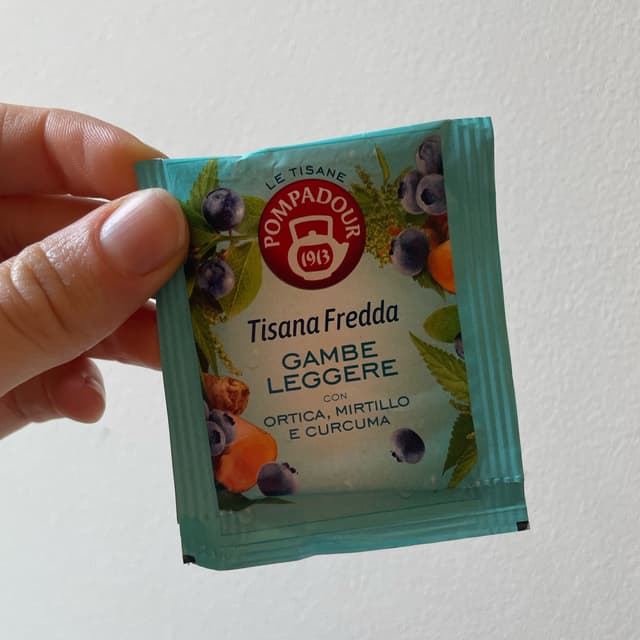 LE TISANE
POMPADOUR
1913
Tisana Fredda
GAMBE
LEGGERE
CON
ORTICA, MIRTILLO
E CURCUMA